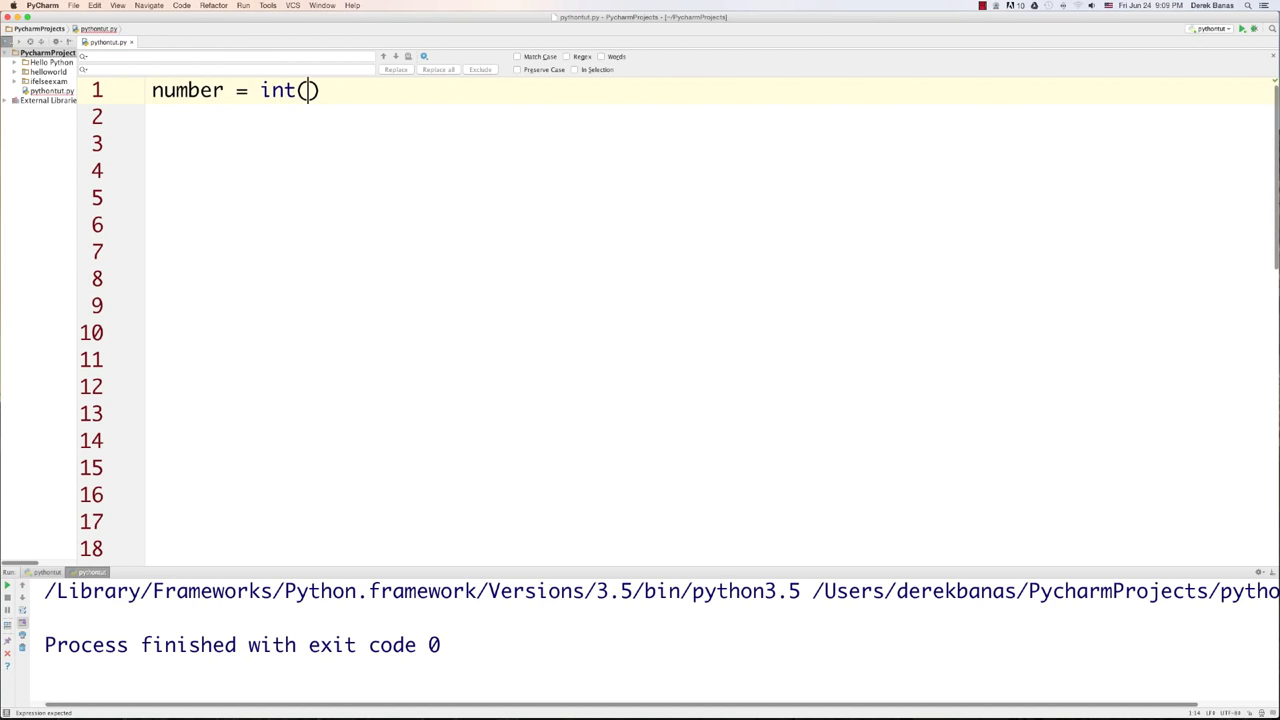 PyCharm File Edit View Navigate Code Refactor Run Tools VCS Window Help 10 Fri Jun 24 9:09 PM Derek Banas
pythontut.py - PycharmProjects - [~/PycharmProjects]
PycharmProjects pythontut.py pythontut
pythontut.py ×
Match Case Regex Words
Replace Replace all Exclude Preserve Case In Selection
PycharmProject
Hello Python
helloworld
ifelseexam
pythontut.py
External Librarie
1 number = int()
2
3
4
5
6
7
8
9
10
11
12
13
14
15
16
17
18
Run: pythontut pythontut
/Library/Frameworks/Python.framework/Versions/3.5/bin/python3.5 /Users/derekbanas/PycharmProjects/pytho
Process finished with exit code 0
Expression expected 1:14 LF÷ UTF-8÷